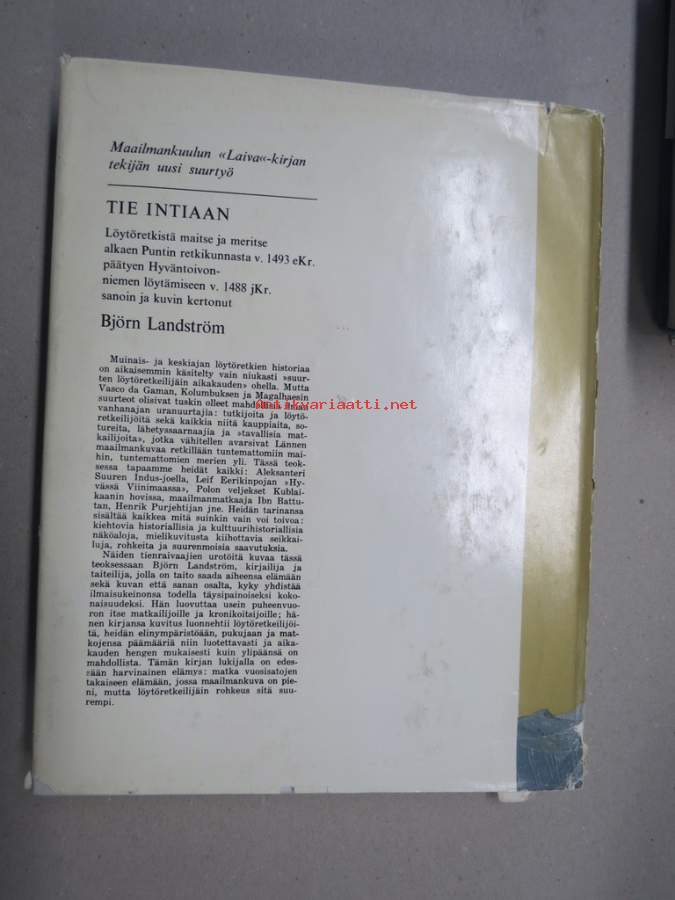 Maailmankuulun «Laiva«-kirjan
tekijän uusi suurtyö
TIE INTIAAN
Löytöretkistä maitse ja meritse
alkaen Puntin retkikunnasta v. 1493 eKr.
päätyen Hyväntoivon-
niemen löytämiseen v. 1488 jKr.
sanoin ja kuvin kertonut
Björn Landström
Muinais- ja keskiajan löytöretkien historiaa
on aikaisemmin käsitelty vain niukasti »suur-
ten löytöretkeilijäin aikakauden» ohella. Mutta
Vasco da Gaman, Kolumbuksen ja Magalhaesin
suurteot olisivat tuskin olleet
vanhanajan uranuurtajia: tutkijoita ja löytö-
retkeilijöitä sekä kaikkia niitä kauppiaita, so-
tureita, lähetyssaarnaajia ja »tavallisia mat-
kailijoita», jotka vähitellen avarsivat Lännen
maailmankuvaa retkillään tuntemattomiin mai-
hin, tuntemattomien merien yli. Tässä teok-
sessa tapaamme heidät kaikki: Aleksanteri
Suuren Indus-joella, Leif Eerikinpojan »Hy-
vässä Viinimaassa», Polon veljekset Kublai-
kaanin hovissa, maailmanmatkaaja Ibn Battu-
tan, Henrik Purjehtijan jne. Heidän tarinansa
sisältää kaikkea mitä suinkin vain voi toivoa:
kiehtovia historiallisia ja kulttuurihistoriallisia
näköaloja, mielikuvitusta kiihottavia seikkai-
luja, rohkeita ja suurenmoisia saavutuksia.
Näiden tienraivaajien urotöitä kuvaa tässä
teoksessaan Björn Landström, kirjailija ja
taiteilija, jolla on taito saada aiheensa elämään
sekä kuvan että sanan osalta, kyky yhdistää
ilmaisukeinonsa todella täysipainoiseksi koko-
naisuudeksi. Hän luovuttaa usein puheenvuo-
ron itse matkailijoille ja kronikoitsijoille; hä-
nen kirjansa kuvitus luonnehtii löytöretkeilijöi-
tä, heidän elinympäristöään, pukujaan ja mat-
kojensa päämääriä niin luotettavasti ja aika-
kauden hengen mukaisesti kuin ylipäänsä on
mahdollista. Tämän kirjan lukijalla on edes-
sään harvinainen elämys: matka vuosisatojen
takaiseen elämään, jossa maailmankuva on pie-
ni, mutta löytöretkeilijöin rohkeus sitä suu-
rempi.
Antikvariaatti.net